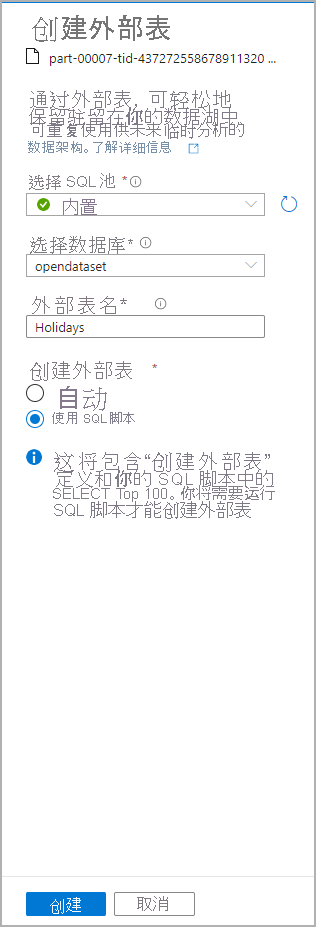 创建外部表
part-00007-tid-437272558678911320 ...
通过外部表, 可轻松地
保留驻留在你的数据湖中,
可重复使用供未来临时分析的
数据架构。了解详细信息
选择 SQL 池 *
内置
选择数据库*
opendataset
外部表名*
Holidays
创建外部表 *
自动
使用 SQL脚本
这将包含“创建外部表”
定义和你的 SQL 脚本中的
SELECT Top 100。你将需要运行
SQL 脚本才能创建外部表
创建
取消